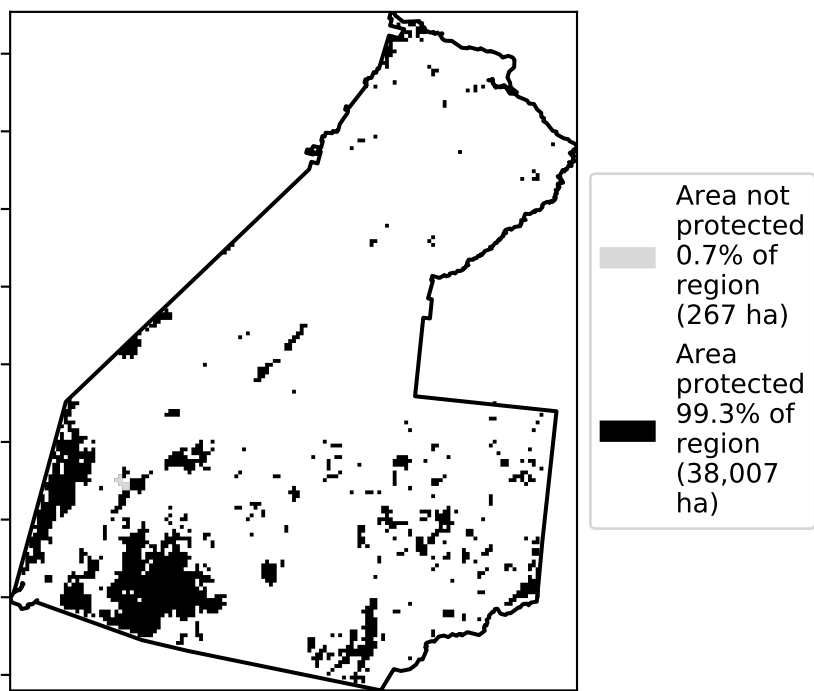 Area not
protected
0.7% of
region
(267 ha)
Area
protected
99.3% of
region
(38,007
ha)